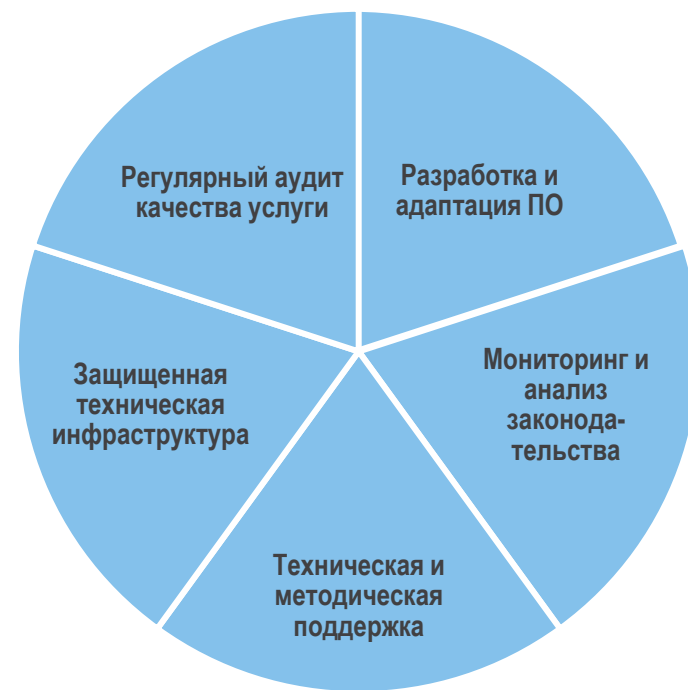 Регулярный аудит
качества услуги
Разработка и
адаптация ПО
Мониторинг и
анализ
законода-
тельства
Защищенная
техническая
инфраструктура
Техническая и
методическая
поддержка